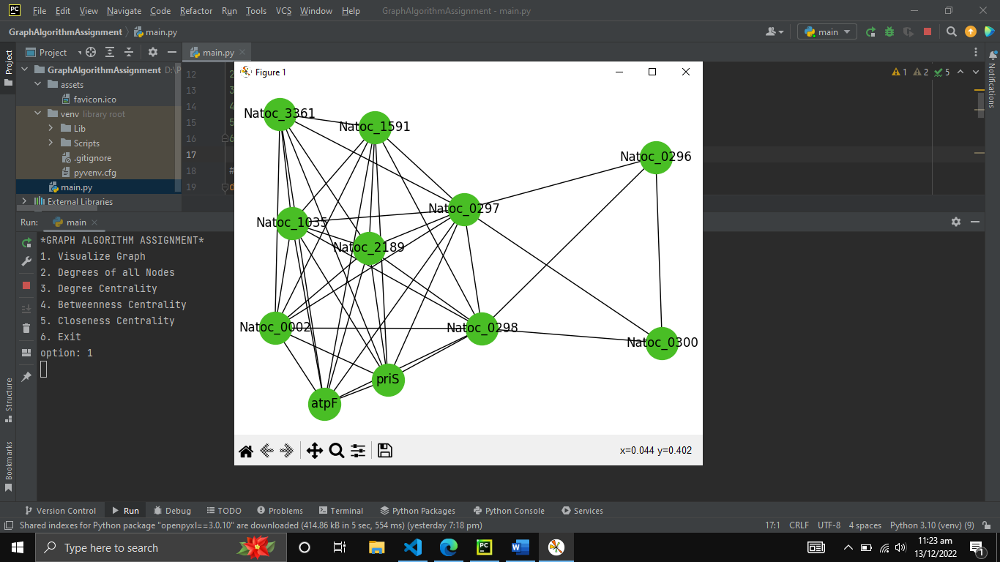 File Edit View Navigate Code Refactor Run Tools VCS Window Help GraphAlgorithmAssignment - main.py
GraphAlgorithmAssignment main.py
main
Project
main.py
Project
Notifications
GraphAlgorithmAssignment
assets
favicon.ico
venv library root
Lib
Scripts
.gitignore
pyvenv.cfg
main.py
External Libraries
12
13
14
15
16
17
18 #
19
1 2 5
Run: main
*GRAPH ALGORITHM ASSIGNMENT*
1. Visualize Graph
2. Degrees of all Nodes
3. Degree Centrality
4. Betweenness Centrality
5. Closeness Centrality
6. Exit
option: 1
Figure 1
Natoc_3361
Natoc_1591
Natoc_0296
Natoc_0297
Natoc_1035
Natoc_2189
Natoc_0002
Natoc_0298
Natoc_0300
priS
atpF
x=0.044 y=0.402
Structure
Bookmarks
Version Control Run Debug TODO Problems Terminal Python Packages Python Console Services
Shared indexes for Python package "openpyxl==3.0.10" are downloaded (414.86 kB in 5 sec, 554 ms) (yesterday 7:18 pm)
17:1 CRLF UTF-8 4 spaces Python 3.10 (venv) (9)
Type here to search
11:23 am
13/12/2022
1